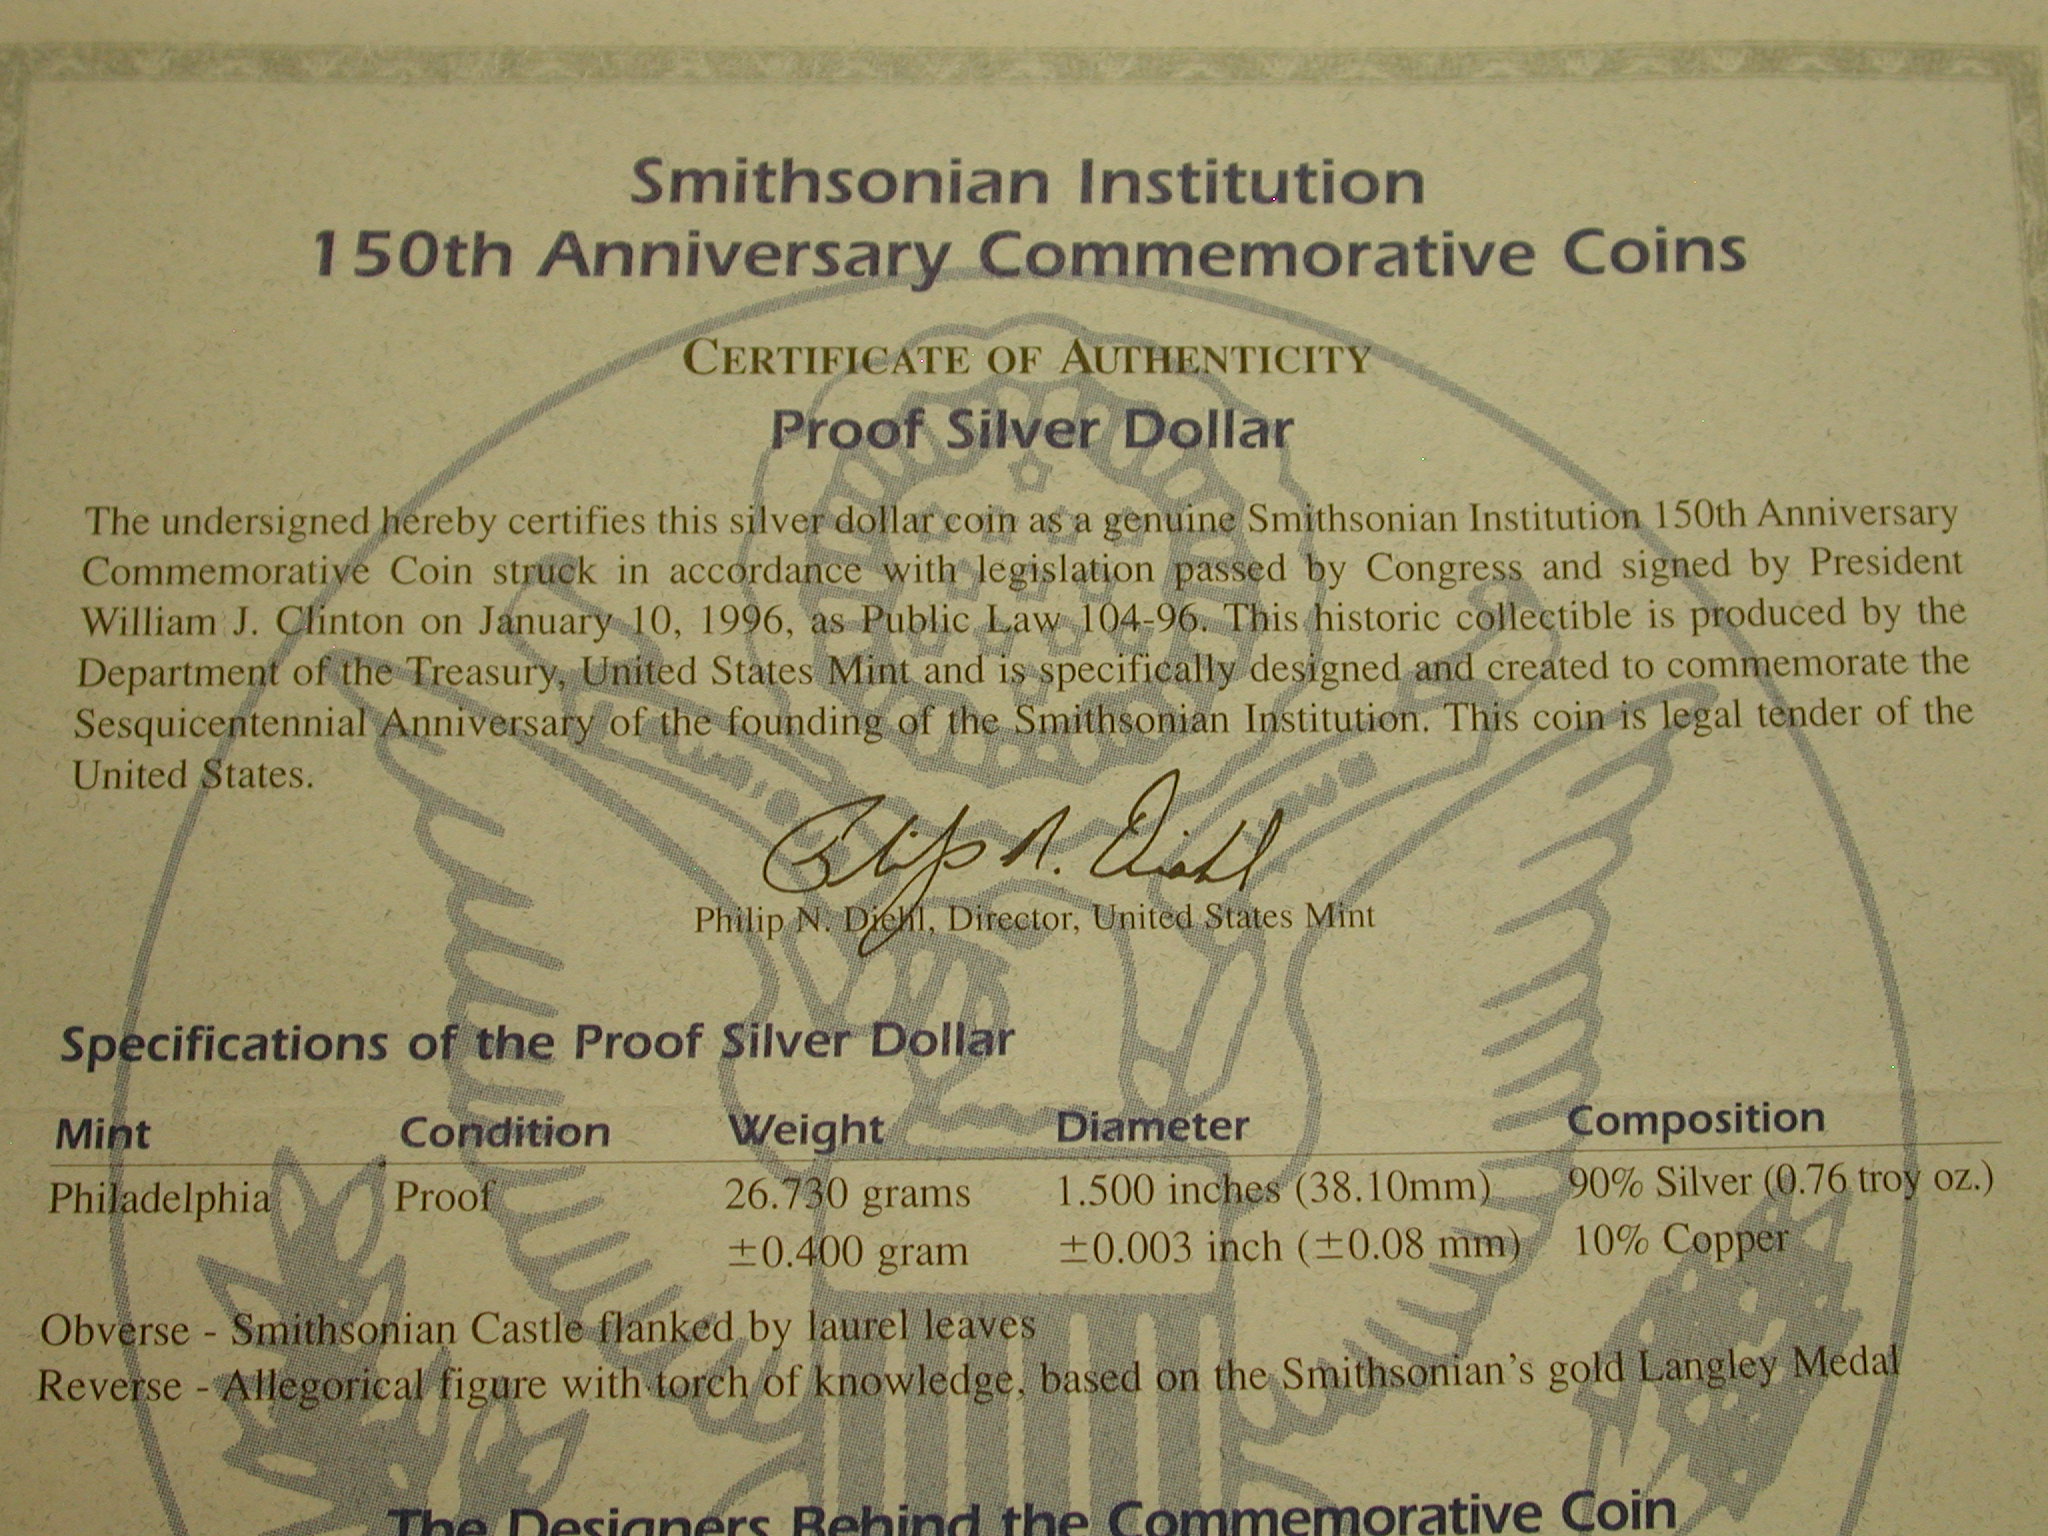 Smithsonian Institution
150th Anniversary Commemorative Coins
CERTIFICATE OF AUTHENTICITY
Proof Silver Dollar
The undersigned hereby certifies this silver dollar coin as a genuine Smithsonian Institution 150th Anniversary
Commemorative Coin struck in accordance with legislation passed by Congress and signed by President
William J. Clinton on January 10, 1996, as Public Law 104-96. This historic collectible is produced by the
Department of the Treasury, United States Mint and is specifically designed and created to commemorate the
Sesquicentennial Anniversary of the founding of the Smithsonian Institution. This coin is legal tender of the
United States.
Philip N. Diehl
Philip N. Diehl, Director, United States Mint
Specifications of the Proof Silver Dollar
Mint Condition Weight Diameter Composition
Philadelphia Proof 26.730 grams 1.500 inches (38.10mm) 90% Silver (0.76 troy oz.)
±0.400 gram ±0.003 inch (±0.08 mm) 10% Copper
Obverse - Smithsonian Castle flanked by laurel leaves
Reverse - Allegorical figure with torch of knowledge, based on the Smithsonian's gold Langley Medal
The Designers Behind the Commemorative Coin